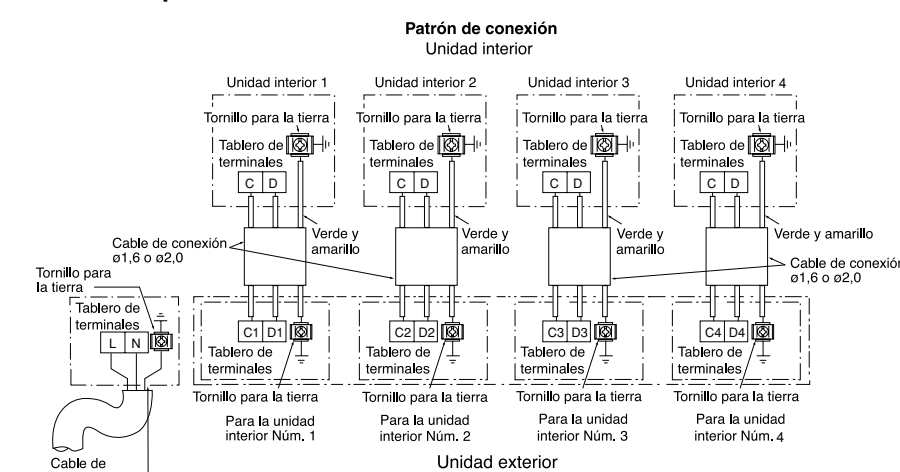 Patrón de conexión
Unidad interior
Unidad interior 1
Unidad interior 2
Unidad interior 3
Unidad interior 4
Tornillo para la tierra
Tornillo para la tierra
Tornillo para la tierra
Tornillo para la tierra
Tablero de
terminales
Tablero de
terminales
Tablero de
terminales
Tablero de
terminales
C D
C D
C D
C D
Verde y
amarillo
Verde y
amarillo
Verde y
amarillo
Verde y amarillo
Cable de conexión
ø1,6 o ø2,0
Cable de conexión
ø1,6 o ø2,0
Tornillo para
la tierra
Tablero de
terminales
L N
C1 D1
C2 D2
C3 D3
C4 D4
Tablero de
terminales
Tablero de
terminales
Tablero de
terminales
Tablero de
terminales
Tornillo para la tierra
Tornillo para la tierra
Tornillo para la tierra
Tornillo para la tierra
Para la unidad
interior Núm. 1
Para la unidad
interior Núm. 2
Para la unidad
interior Núm. 3
Para la unidad
interior Núm. 4
Cable de
Unidad exterior